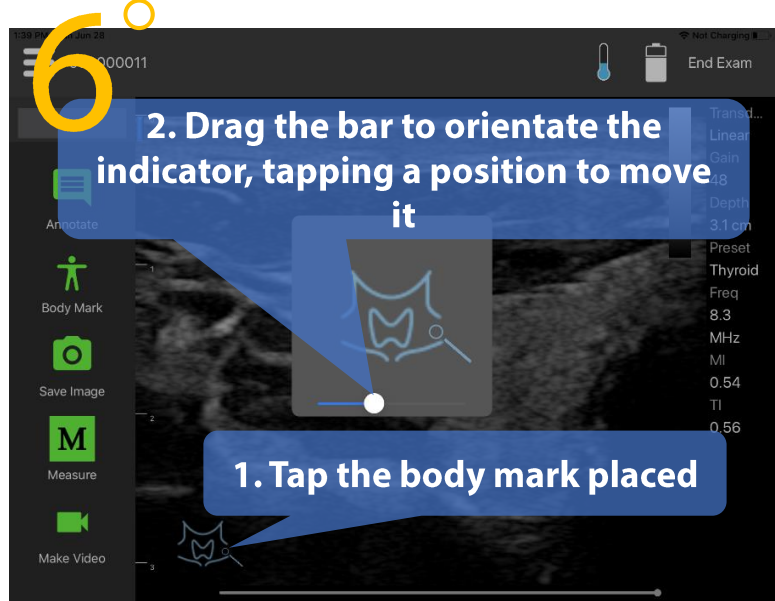 6°
1:39 PM
Jun 28
Not Charging
000011
End Exam
2. Drag the bar to orientate the
indicator, tapping a position to move
it
Annotate
Body Mark
Save Image
M
Measure
Make Video
Transd...
Linear
Gain
48
Depth
3.1 cm
Preset
Thyroid
Freq
8.3
MHz
MI
0.54
TI
0.56
1
2
3
1. Tap the body mark placed